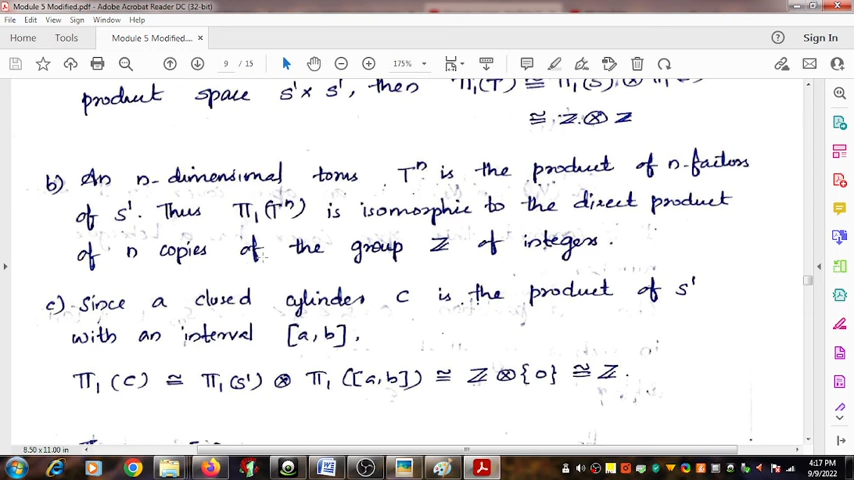 Module 5 Modified.pdf - Adobe Acrobat Reader DC (32-bit)
File Edit View Sign Window Help
Home Tools Module 5 Modified.... × Sign In
9 / 15 175%
product space S¹ × S¹, then Π₁(T) ≅ Π₁(S¹) ⊗ Π₁(S¹)
≅ Z ⊗ Z
b) An n-dimensional torus Tⁿ is the product of n-factors
of S¹. Thus Π₁(Tⁿ) is isomorphic to the direct product
of n copies of the group Z of integers.
c) Since a closed cylinder C is the product of S¹
with an interval [a, b],
Π₁(C) ≅ Π₁(S¹) ⊗ Π₁([a,b]) ≅ Z ⊗ {0} ≅ Z.
8.50 x 11.00 in
4:17 PM
9/9/2022